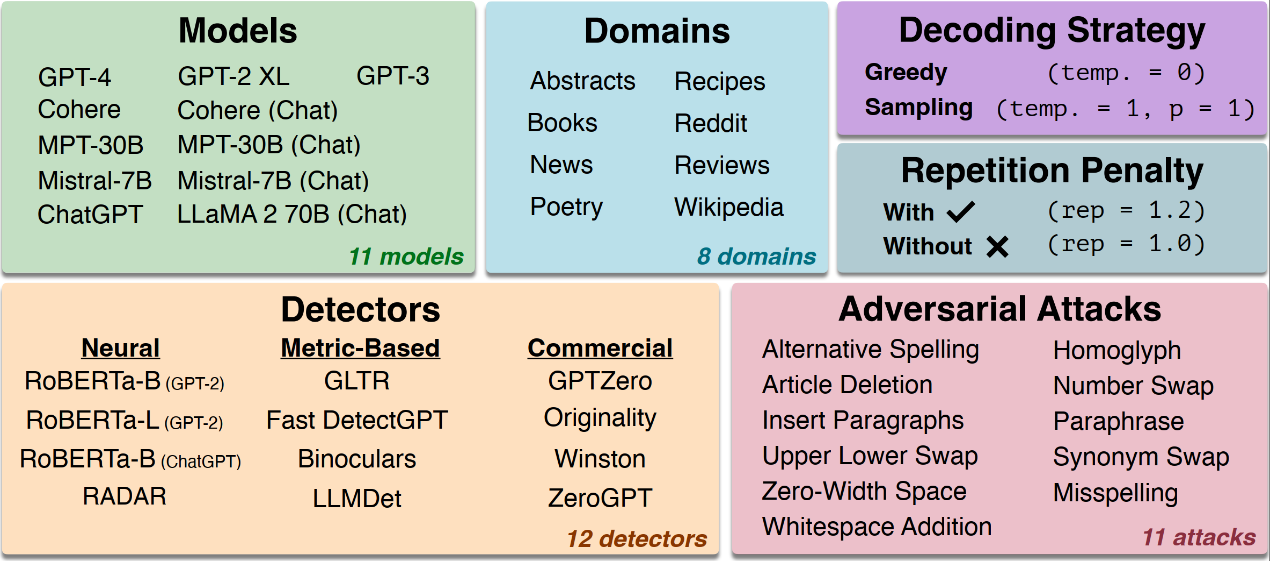 Models
GPT-4 GPT-2 XL GPT-3
Cohere Cohere (Chat)
MPT-30B MPT-30B (Chat)
Mistral-7B Mistral-7B (Chat)
ChatGPT LLaMA 2 70B (Chat)
11 models
Domains
Abstracts Recipes
Books Reddit
News Reviews
Poetry Wikipedia
8 domains
Decoding Strategy
Greedy (temp. = 0)
Sampling (temp. = 1, p = 1)
Repetition Penalty
With ✓ (rep = 1.2)
Without ✕ (rep = 1.0)
Detectors
Neural Metric-Based Commercial
RoBERTa-B (GPT-2) GLTR GPTZero
RoBERTa-L (GPT-2) Fast DetectGPT Originality
RoBERTa-B (ChatGPT) Binoculars Winston
RADAR LLMDet ZeroGPT
12 detectors
Adversarial Attacks
Alternative Spelling Homoglyph
Article Deletion Number Swap
Insert Paragraphs Paraphrase
Upper Lower Swap Synonym Swap
Zero-Width Space Misspelling
Whitespace Addition
11 attacks